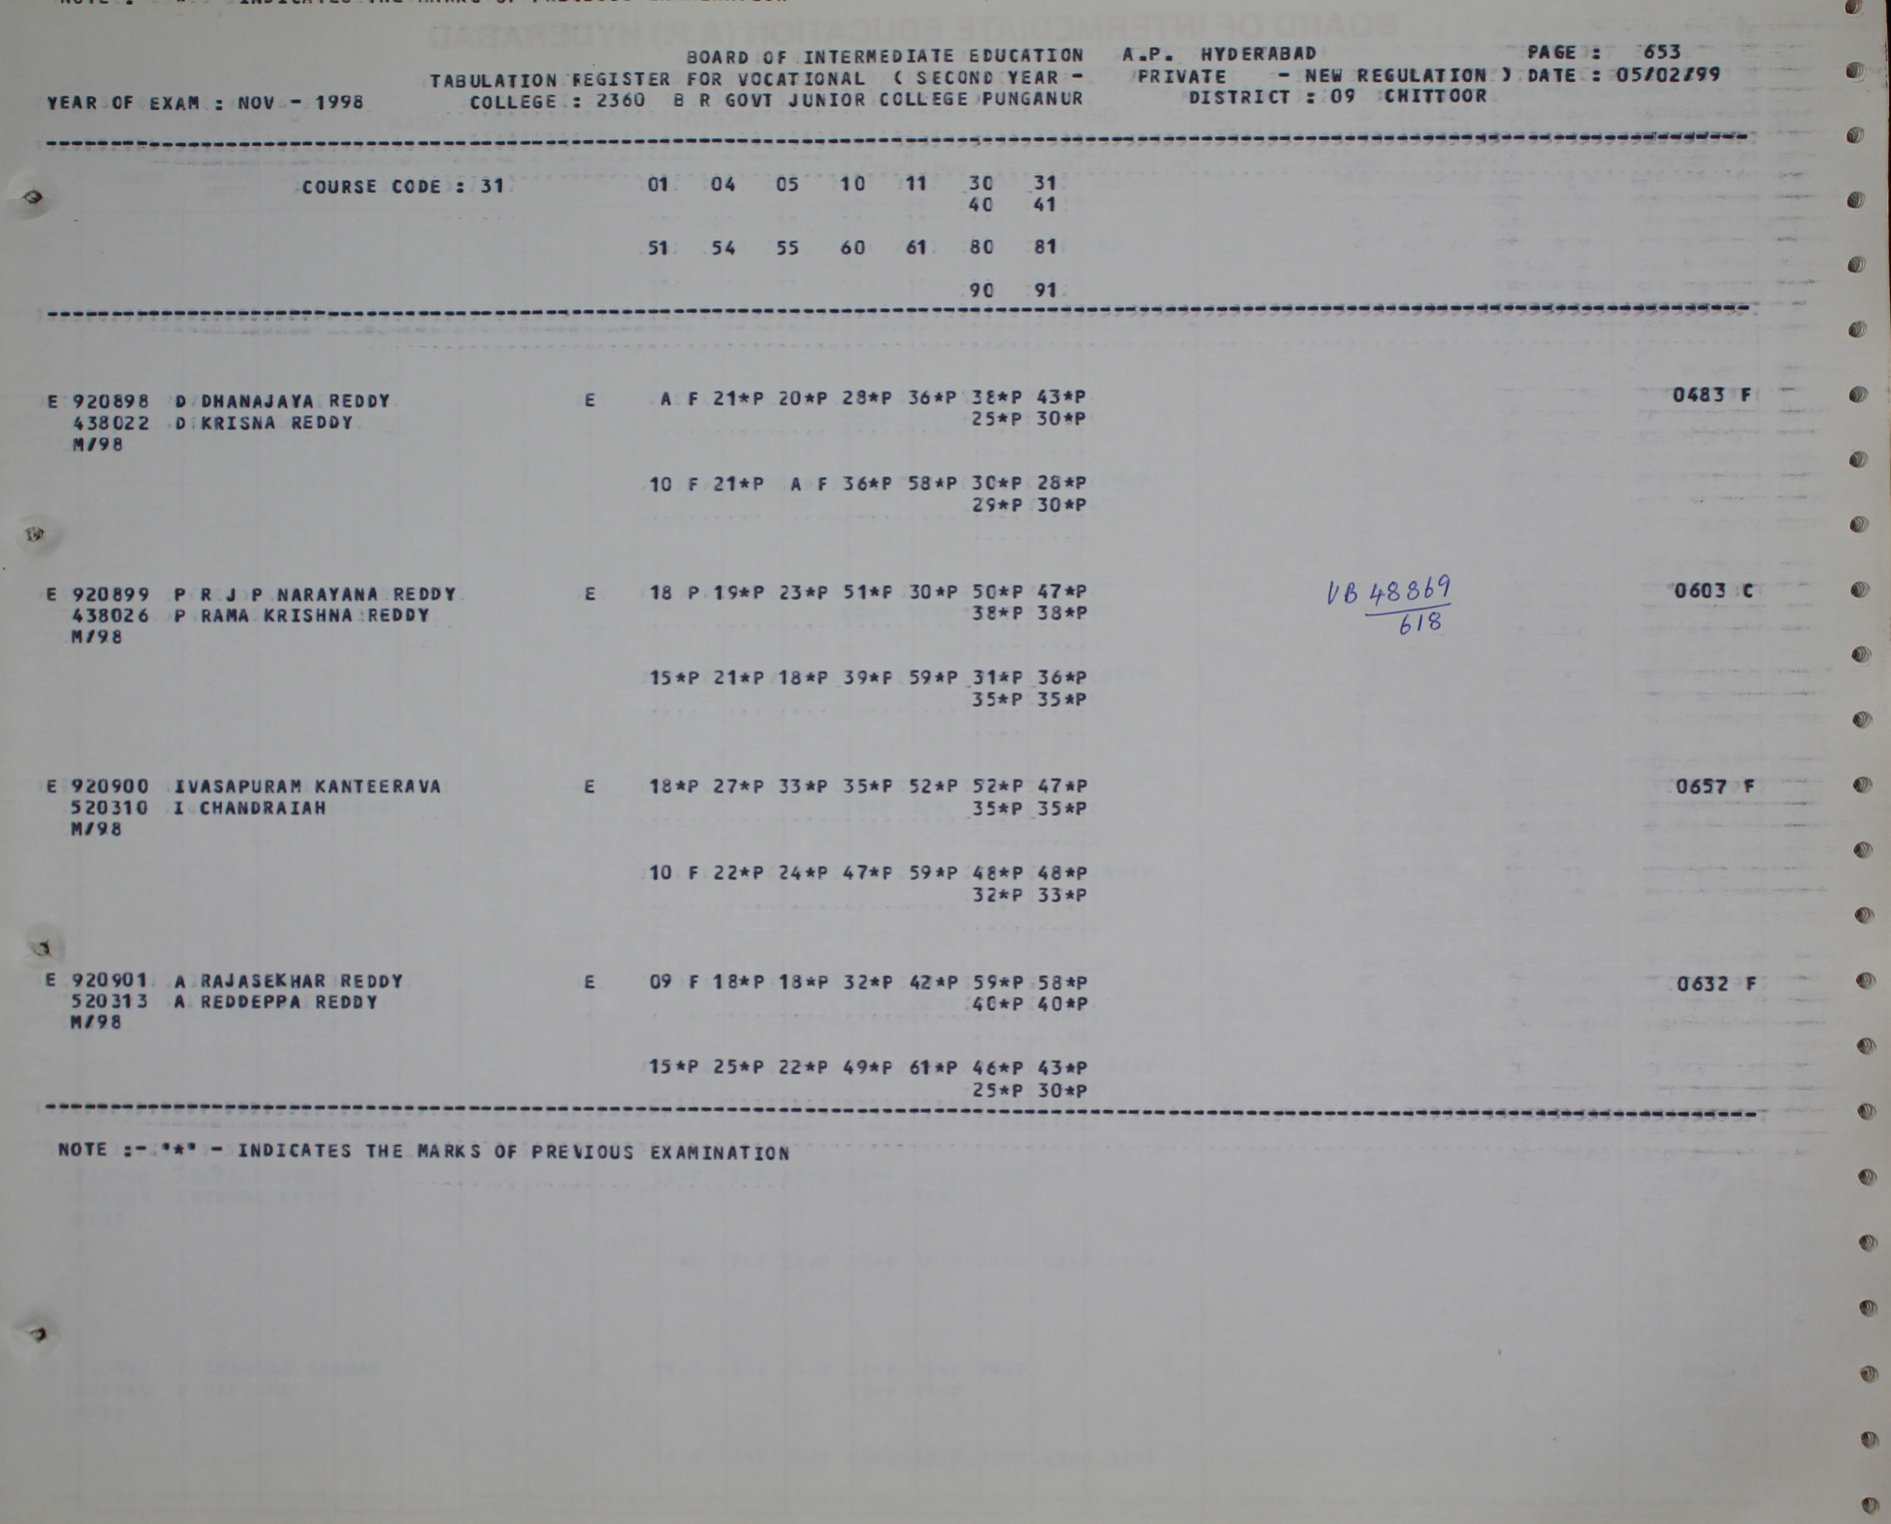 BOARD OF INTERMEDIATE EDUCATION A.P. HYDERABAD PAGE : 653
TABULATION REGISTER FOR VOCATIONAL ( SECOND YEAR - PRIVATE - NEW REGULATION ) DATE : 05/02/99
YEAR OF EXAM : NOV - 1998 COLLEGE : 2360 B R GOVT JUNIOR COLLEGE PUNGANUR DISTRICT : 09 CHITTOOR
COURSE CODE : 31 01 04 05 10 11 30 31
40 41
51 54 55 60 61 80 81
90 91
E 920898 D DHANAJAYA REDDY E A F 21*P 20*P 28*P 36*P 38*P 43*P 0483 F
438022 D KRISNA REDDY 25*P 30*P
M/98
10 F 21*P A F 36*P 58*P 30*P 28*P
29*P 30*P
E 920899 P R J P NARAYANA REDDY E 18 P 19*P 23*P 51*P 30*P 50*P 47*P VB 48869 0603 C
438026 P RAMA KRISHNA REDDY 38*P 38*P 618
M/98
15*P 21*P 18*P 39*P 59*P 31*P 36*P
35*P 35*P
E 920900 IVASAPURAM KANTEERAVA E 18*P 27*P 33*P 35*P 52*P 52*P 47*P 0657 F
520310 I CHANDRAIAH 35*P 35*P
M/98
10 F 22*P 24*P 47*P 59*P 48*P 48*P
32*P 33*P
E 920901 A RAJASEKHAR REDDY E 09 F 18*P 18*P 32*P 42*P 59*P 58*P 0632 F
520313 A REDDEPPA REDDY 40*P 40*P
M/98
15*P 25*P 22*P 49*P 61*P 46*P 43*P
25*P 30*P
NOTE :- "*" - INDICATES THE MARKS OF PREVIOUS EXAMINATION